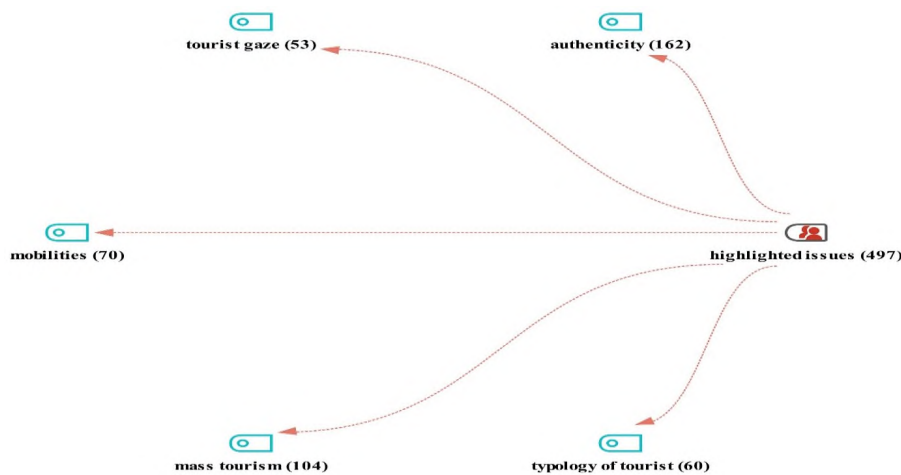 tourist gaze (53)
authenticity (162)
mobilities (70)
highlighted issues (497)
mass tourism (104)
typology of tourist (60)